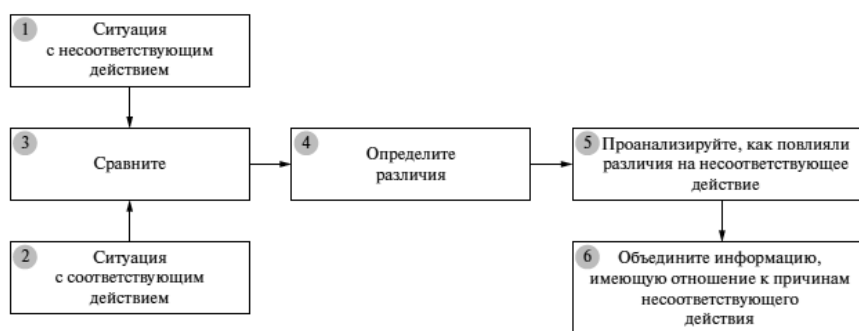 1 Ситуация
с несоответствующим
действием
3
Сравните
4 Определите
различия
5 Проанализируйте, как повлияли
различия на несоответствующее
действие
2 Ситуация
с соответствующим
действием
6 Объедините информацию,
имеющую отношение к причинам
несоответствующего
действия